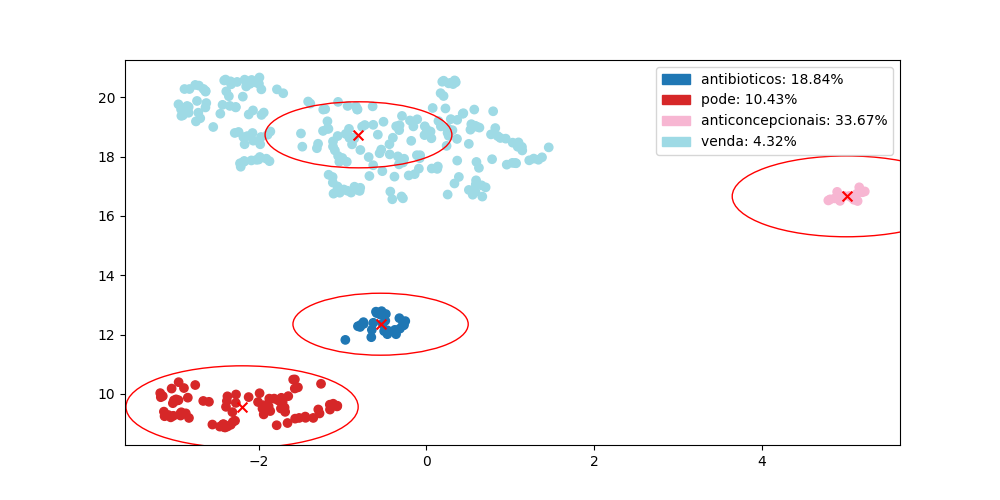 antibioticos: 18.84%
pode: 10.43%
anticoncepcionais: 33.67%
venda: 4.32%
20
18
16
14
12
10
−2
0
2
4